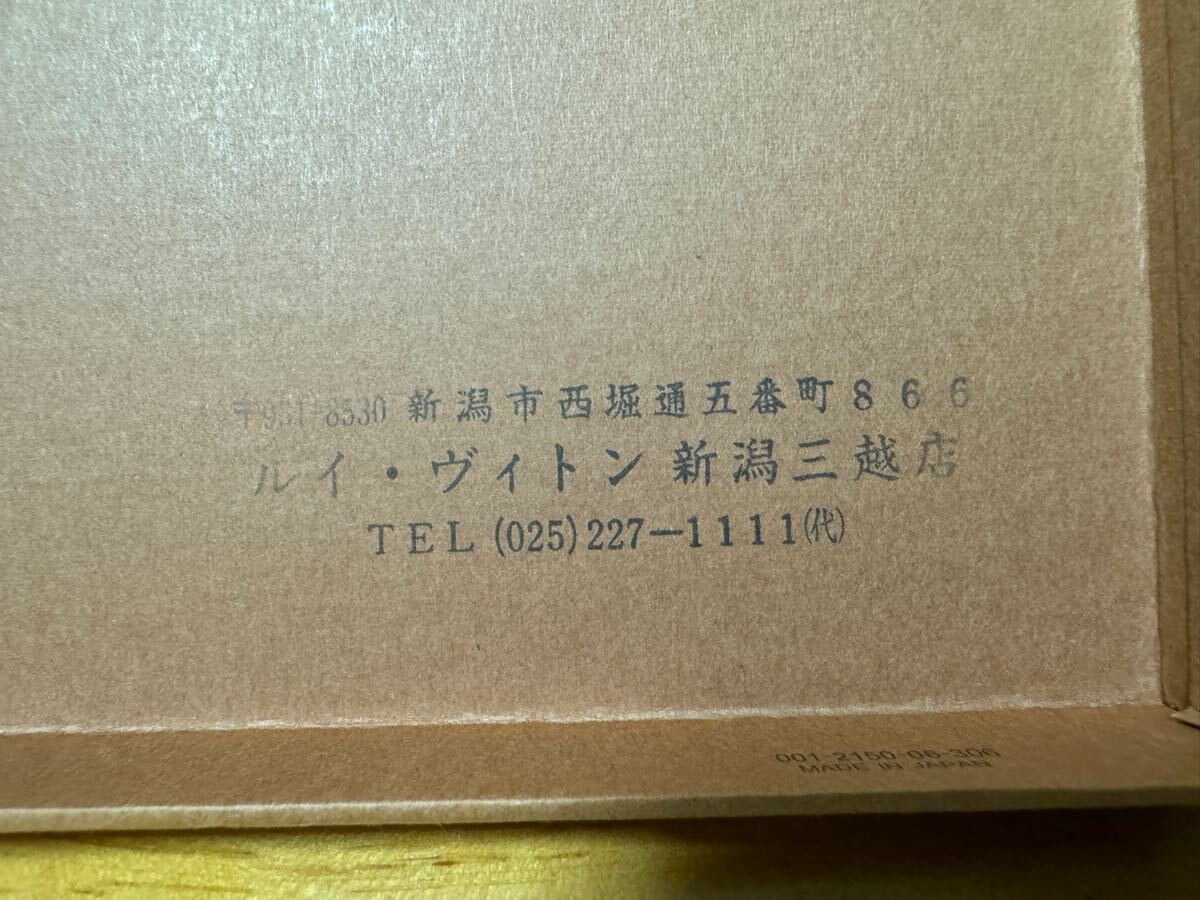 〒951-8530 新潟市西堀通五番町８６６
ルイ・ヴィトン 新潟三越店
TEL (025)227-1111(代)
001-2150-06-306
MADE IN JAPAN